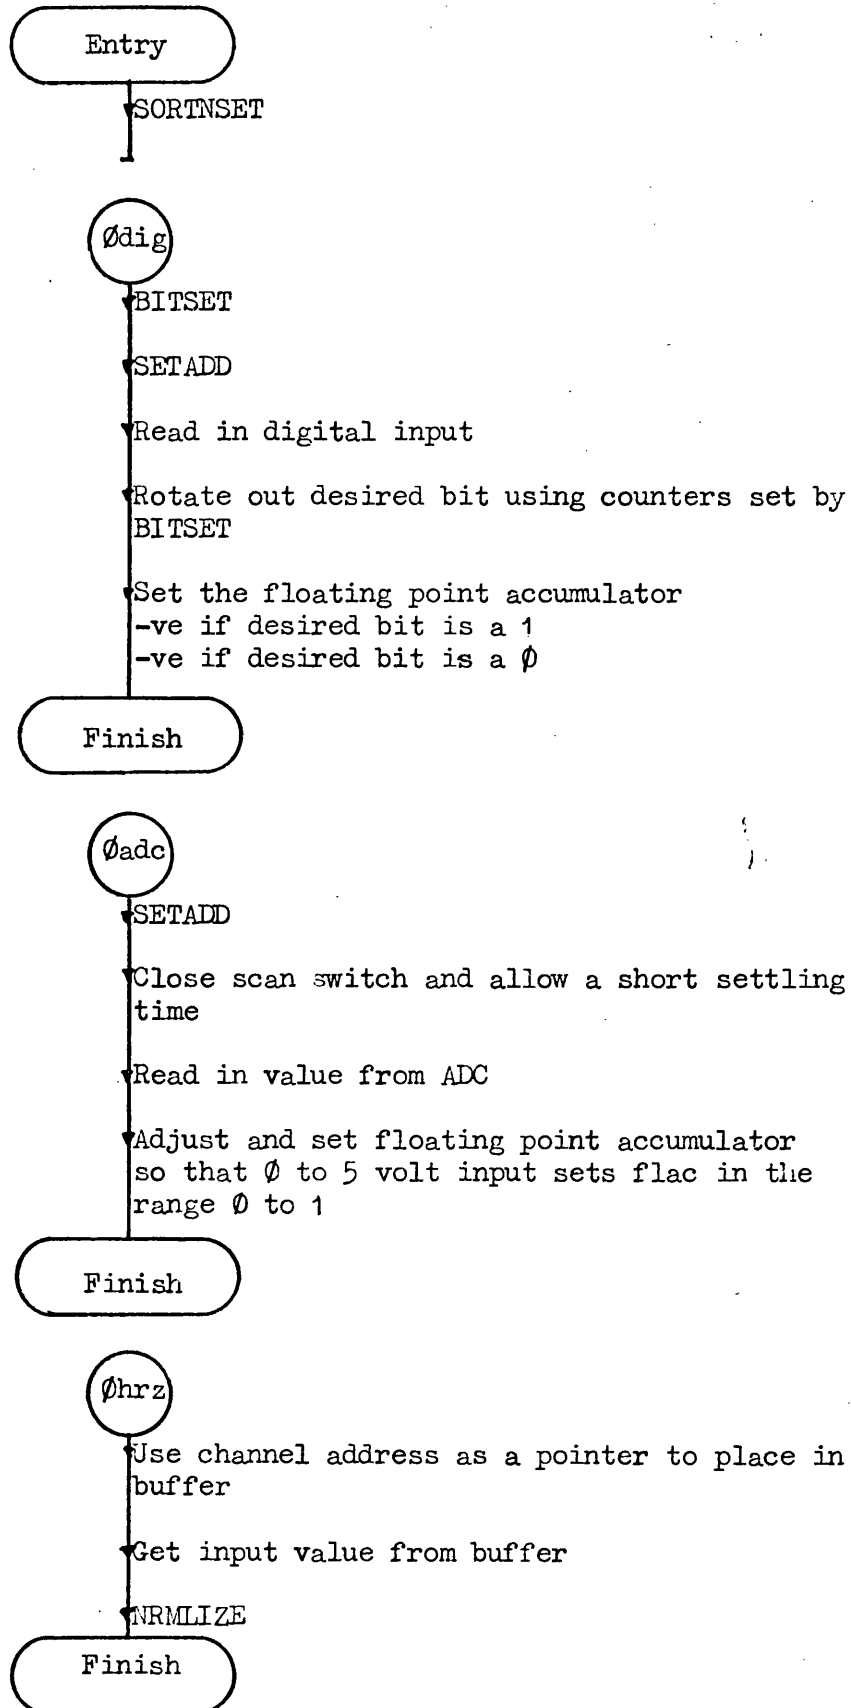 Entry
SORTNSET
Ødig
BITSET
SETADD
Read in digital input
Rotate out desired bit using counters set by
BITSET
Set the floating point accumulator
-ve if desired bit is a 1
-ve if desired bit is a Ø
Finish
Øadc
SETADD
Close scan switch and allow a short settling
time
Read in value from ADC
Adjust and set floating point accumulator
so that Ø to 5 volt input sets flac in the
range Ø to 1
Finish
Øhrz
Use channel address as a pointer to place in
buffer
Get input value from buffer
NRMLIZE
Finish